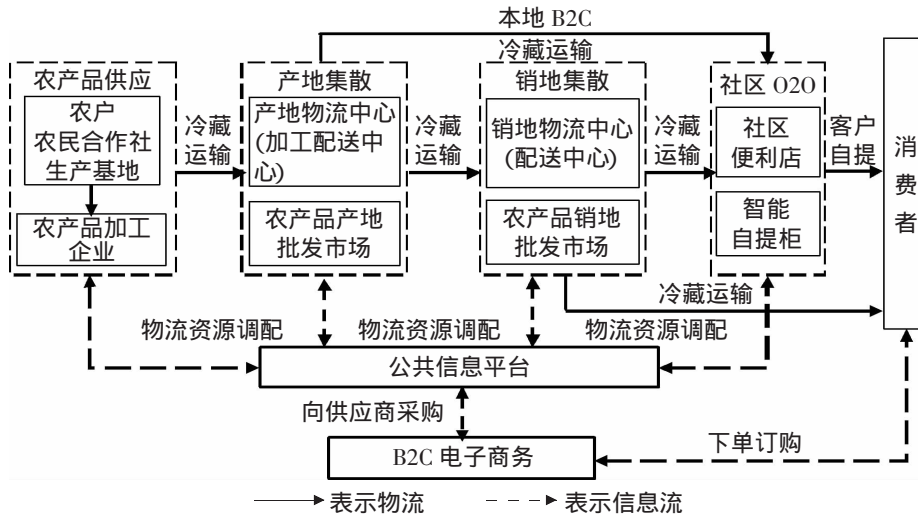 本地 B2C
冷藏运输
农产品供应
农户
农民合作社
生产基地
农产品加工
企业
冷藏
运输
产地集散
产地物流中心
(加工配送中
心)
农产品产地
批发市场
冷藏
运输
销地集散
销地物流中心
(配送中心)
农产品销地
批发市场
冷藏
运输
社区 O2O
社区
便利店
智能
自提柜
客户
自提
消
费
者
冷藏运输
物流资源调配
物流资源调配
物流资源调配
公共信息平台
向供应商采购
B2C 电子商务
下单订购
表示物流
表示信息流